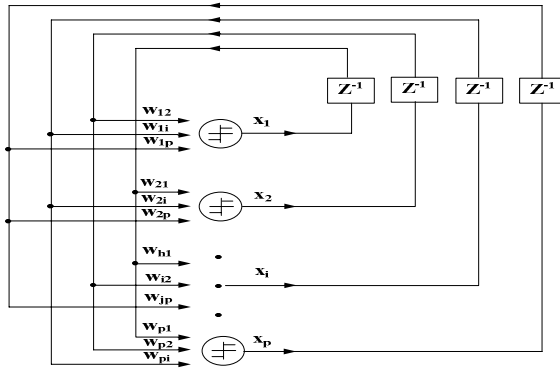 Z⁻¹ Z⁻¹ Z⁻¹ Z⁻¹
w₁₂
w₁ᵢ
w₁ₚ
x₁
w₂₁
w₂ᵢ
w₂ₚ
x₂
wₕ₁
wᵢ₂
wⱼₚ
xᵢ
wₚ₁
wₚ₂
wₚᵢ
xₚ